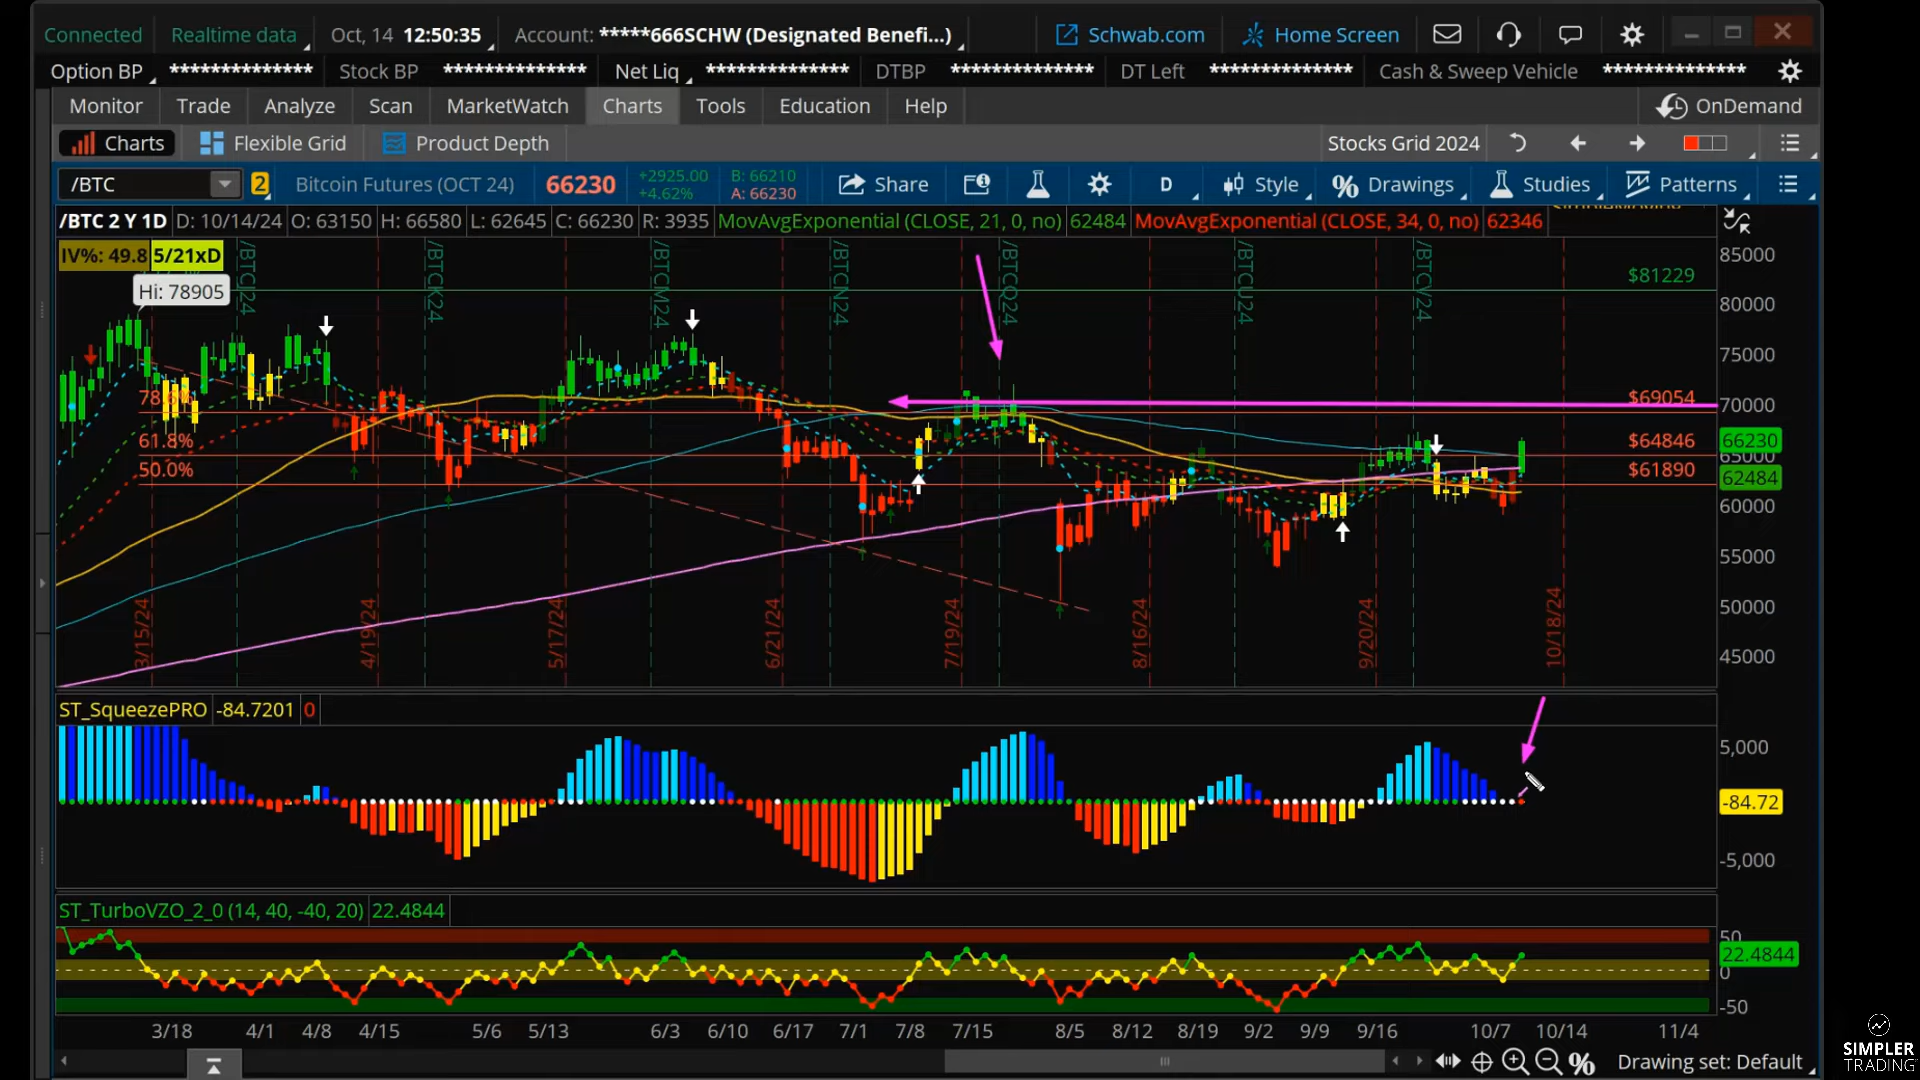 Connected Realtime data Oct, 14 12:50:35 Account: *****666SCHW (Designated Benefi...) Schwab.com Home Screen
Option BP ************** Stock BP ************** Net Liq ************** DTBP ************** DT Left ************** Cash & Sweep Vehicle **************
Monitor Trade Analyze Scan MarketWatch Charts Tools Education Help OnDemand
Charts Flexible Grid Product Depth Stocks Grid 2024
/BTC 2 Bitcoin Futures (OCT 24) 66230 +2925.00 B: 66210 Share D Style Drawings Studies Patterns
+4.62% A: 66230
/BTC 2 Y 1D D: 10/14/24 O: 63150 H: 66580 L: 62645 C: 66230 R: 3935 MovAvgExponential (CLOSE, 21, 0, no) 62484 MovAvgExponential (CLOSE, 34, 0, no) 62346
IV%: 49.8 5/21xD
Hi: 78905
/BTCJ24 /BTCK24 /BTCM24 /BTCN24 /BTCQ24 /BTCU24 /BTCV24
85000
$81229
80000
75000
$69054
70000
61.8% $64846 66230
65000
50.0% $61890
62484
60000
55000
50000
45000
3/15/24 4/19/24 5/17/24 6/21/24 7/19/24 8/16/24 9/20/24 10/18/24
ST_SqueezePRO -84.7201 0
5,000
-84.72
-5,000
ST_TurboVZO_2_0 (14, 40, -40, 20) 22.4844
50
22.4844
0
-50
3/18 4/1 4/8 4/15 5/6 5/13 6/3 6/10 6/17 7/1 7/8 7/15 8/5 8/12 8/19 9/2 9/9 9/16 10/7 10/14 11/4
Drawing set: Default
SIMPLER
TRADING